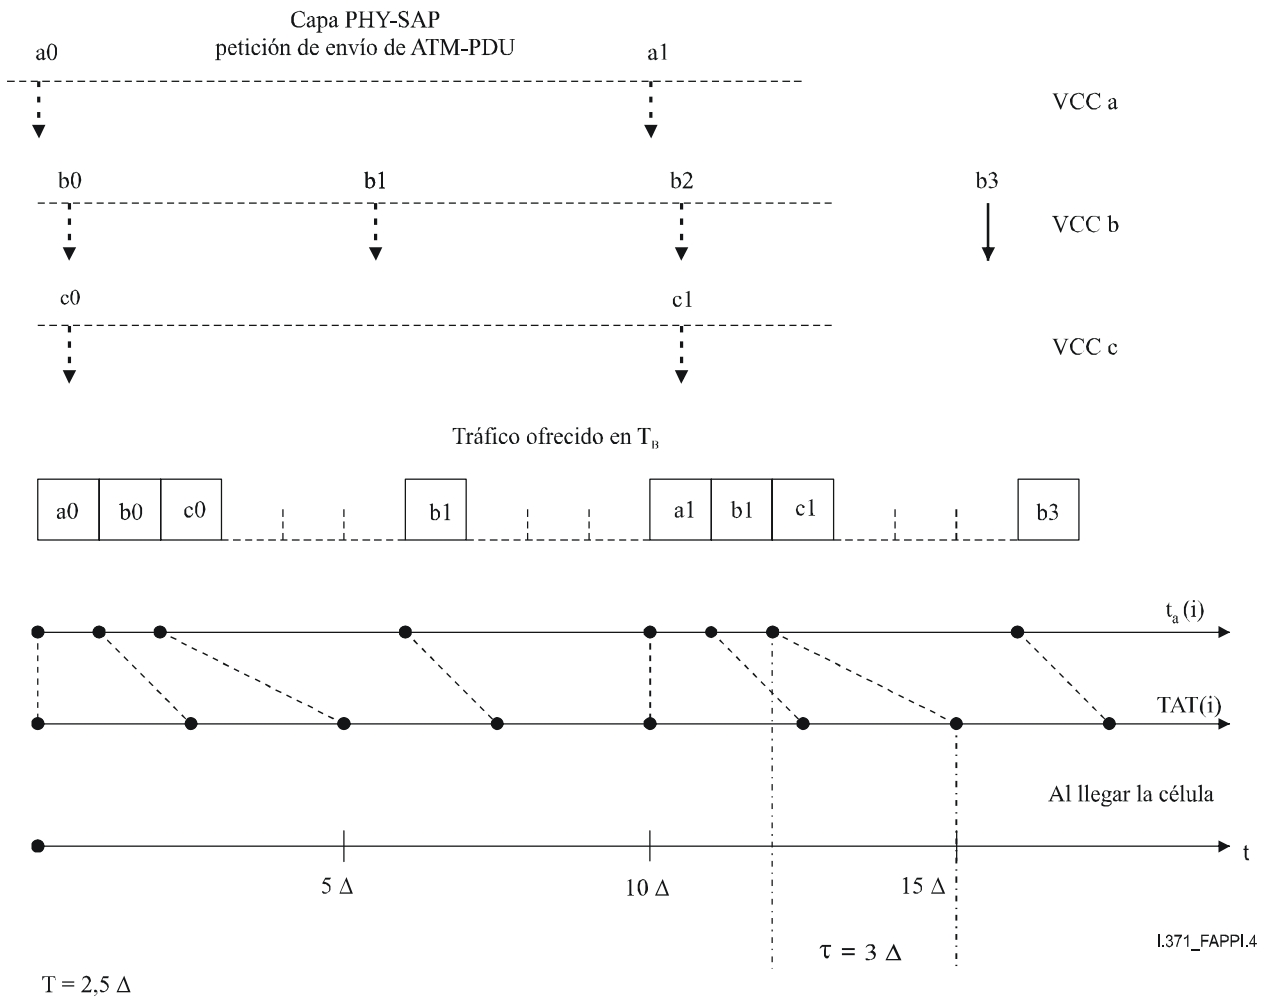 Capa PHY-SAP
petición de envío de ATM-PDU
a0
a1
VCC a
b0
b1
b2
b3
VCC b
c0
c1
VCC c
Tráfico ofrecido en T_B
a0 b0 c0 b1 a1 b1 c1 b3
t_a (i)
TAT(i)
Al llegar la célula
t
5 Δ
10 Δ
15 Δ
τ = 3 Δ
I.371_FAPPI.4
T = 2,5 Δ